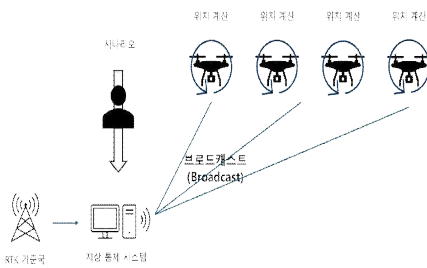 위치 계산 위치 계산 위치 계산 위치 계산
시나리오
브로드캐스트
(Broadcast)
RTK 기준국
지상 통제 시스템